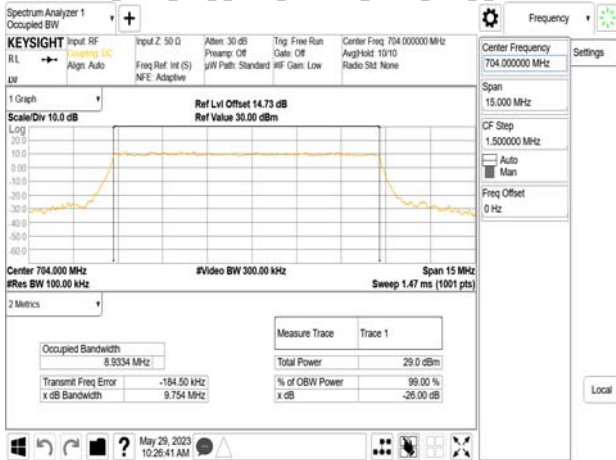 Spectrum Analyzer 1
Occupied BW
Frequency
KEYSIGHT
RL
LXI
Input: RF
Coupling: DC
Align: Auto
Input Z: 50 Ω
Freq Ref: Int (S)
NFE: Adaptive
Atten: 30 dB
Preamp: Off
µW Path: Standard
Trig: Free Run
Gate: Off
#IF Gain: Low
Center Freq: 704.000000 MHz
Avg|Hold: 10/10
Radio Std: None
Center Frequency
704.000000 MHz
Settings
Span
15.000 MHz
CF Step
1.500000 MHz
Auto
Man
Freq Offset
0 Hz
Local
1 Graph
Scale/Div 10.0 dB
Ref Lvl Offset 14.73 dB
Ref Value 30.00 dBm
Log
20.0
10.0
0.00
-10.0
-20.0
-30.0
-40.0
-50.0
-60.0
Center 704.000 MHz
#Video BW 300.00 kHz
Span 15 MHz
#Res BW 100.00 kHz
Sweep 1.47 ms (1001 pts)
2 Metrics
Measure Trace Trace 1
Occupied Bandwidth
8.9334 MHz
Total Power 29.0 dBm
Transmit Freq Error -184.50 kHz
% of OBW Power 99.00 %
x dB Bandwidth 9.754 MHz
x dB -26.00 dB
?
May 29, 2023
10:26:41 AM